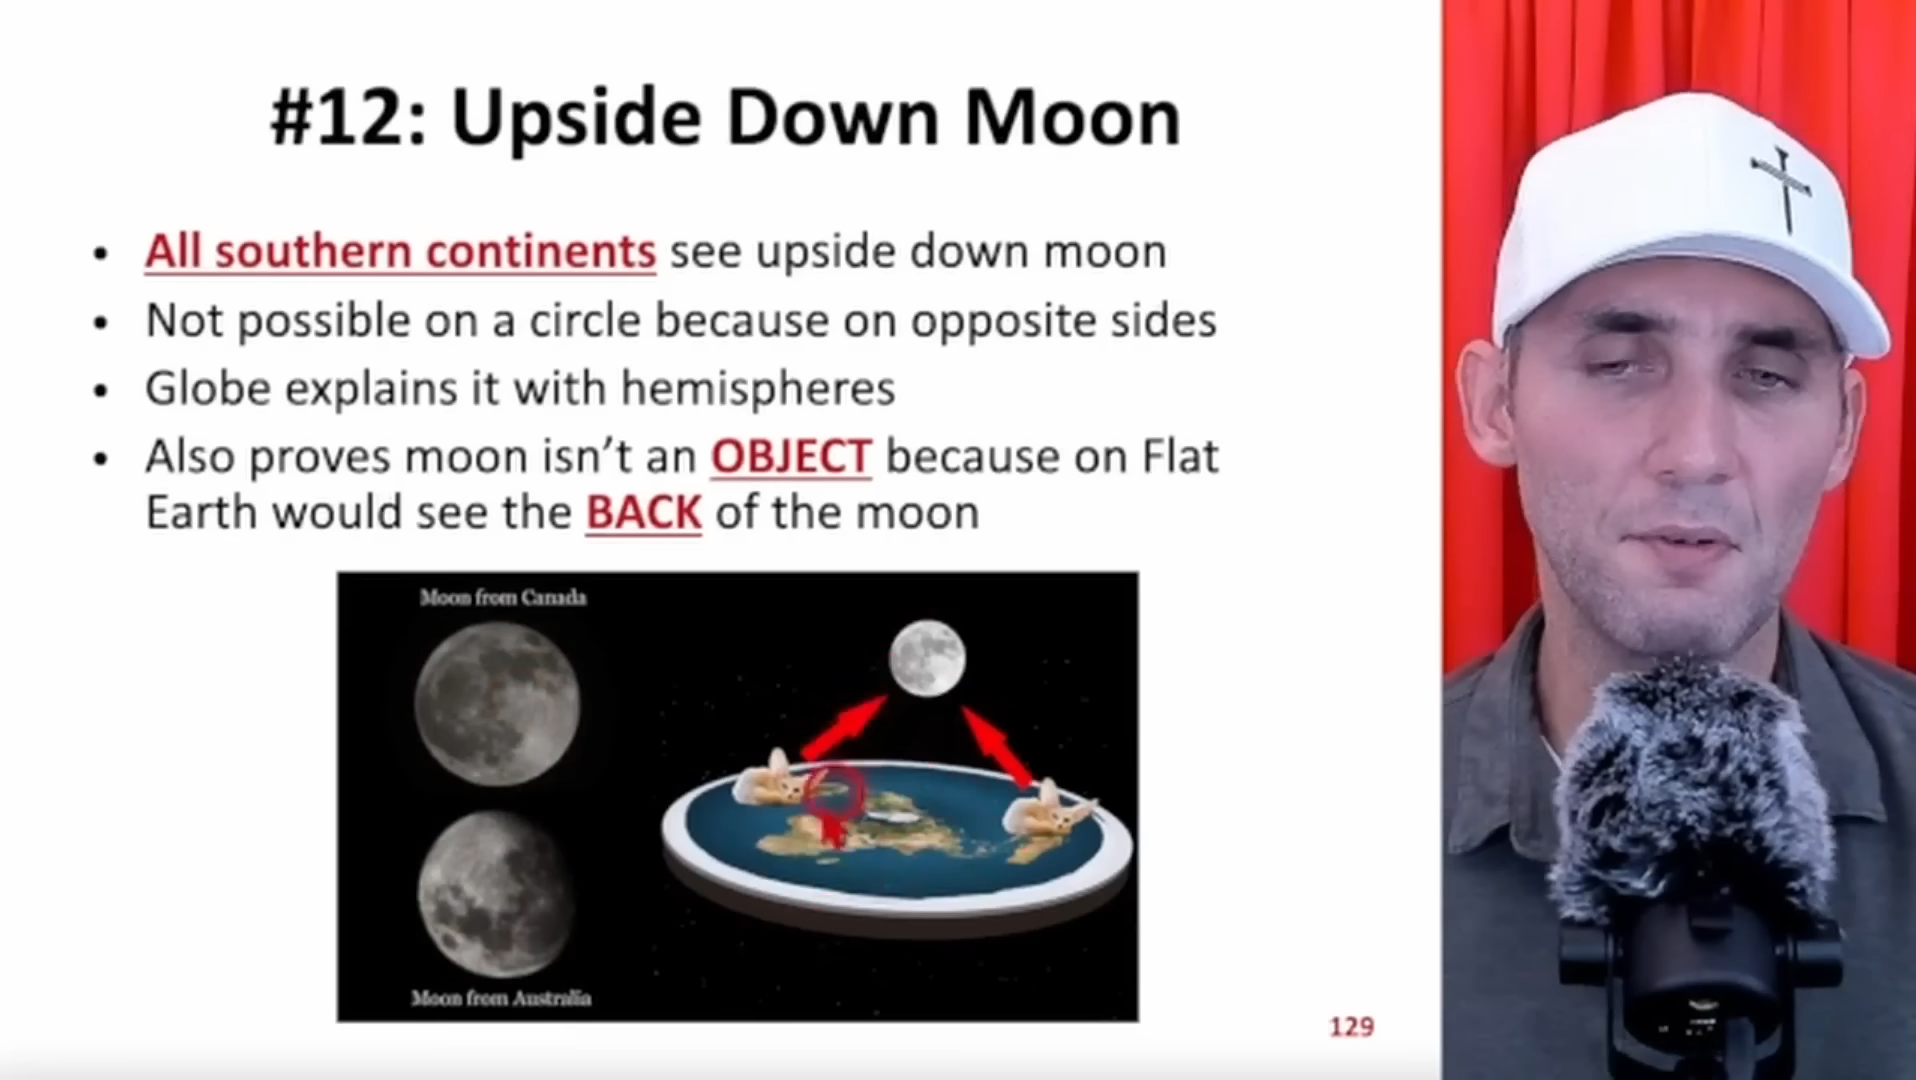 #12: Upside Down Moon
• All southern continents see upside down moon
• Not possible on a circle because on opposite sides
• Globe explains it with hemispheres
• Also proves moon isn’t an OBJECT because on Flat
Earth would see the BACK of the moon
Moon from Canada
Moon from Australia
129